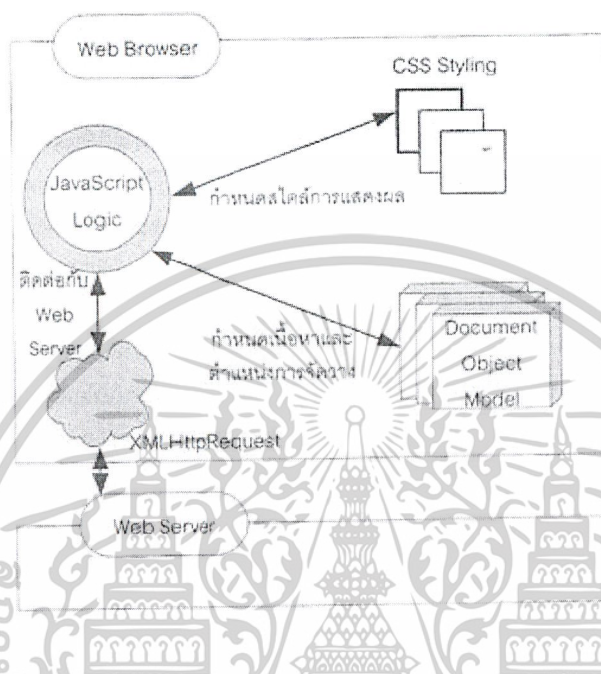 Web Browser
CSS Styling
JavaScript
Logic
กำหนดสไตล์การแสดงผล
ติดต่อกับ
Web
Server
กำหนดเนื้อหาและ
ตำแหน่งการจัดวาง
Document
Object
Model
XMLHttpRequest
Web Server